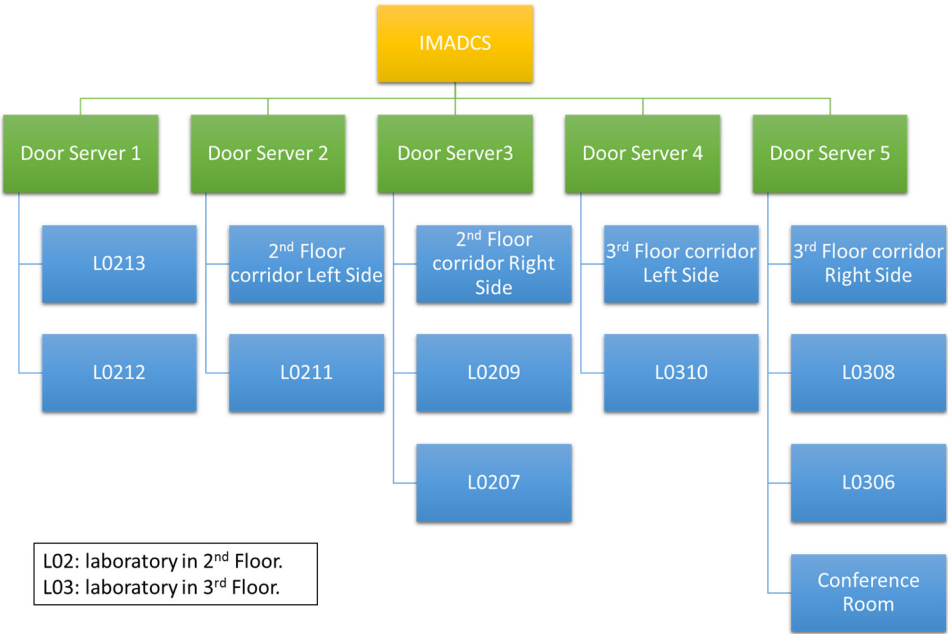 IMADCS
Door Server 1
Door Server 2
Door Server3
Door Server 4
Door Server 5
L0213
2nd Floor
corridor Left Side
2nd Floor
corridor Right
Side
3rd Floor corridor
Left Side
3rd Floor corridor
Right Side
L0212
L0211
L0209
L0310
L0308
L0207
L0306
Conference
Room
L02: laboratory in 2nd Floor.
L03: laboratory in 3rd Floor.